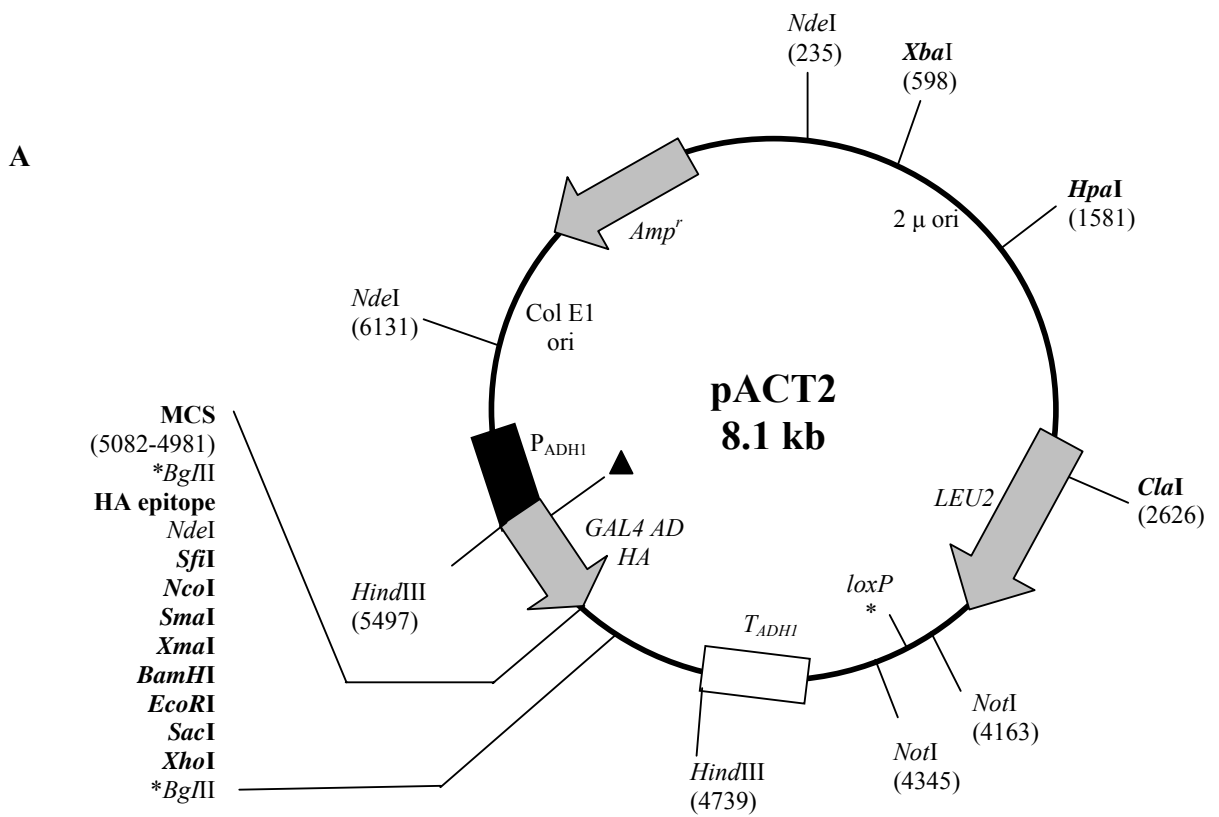 A
NdeI
(235)
XbaI
(598)
HpaI
(1581)
2 µ ori
Ampʳ
NdeI
(6131)
Col E1
ori
pACT2
8.1 kb
MCS
(5082-4981)
*BglII
HA epitope
NdeI
SfiI
NcoI
SmaI
XmaI
BamHI
EcoRI
SacI
XhoI
*BglII
P_ADH1
GAL4 AD
HA
HindIII
(5497)
LEU2
ClaI
(2626)
loxP
*
T_ADH1
NotI
(4163)
NotI
(4345)
HindIII
(4739)